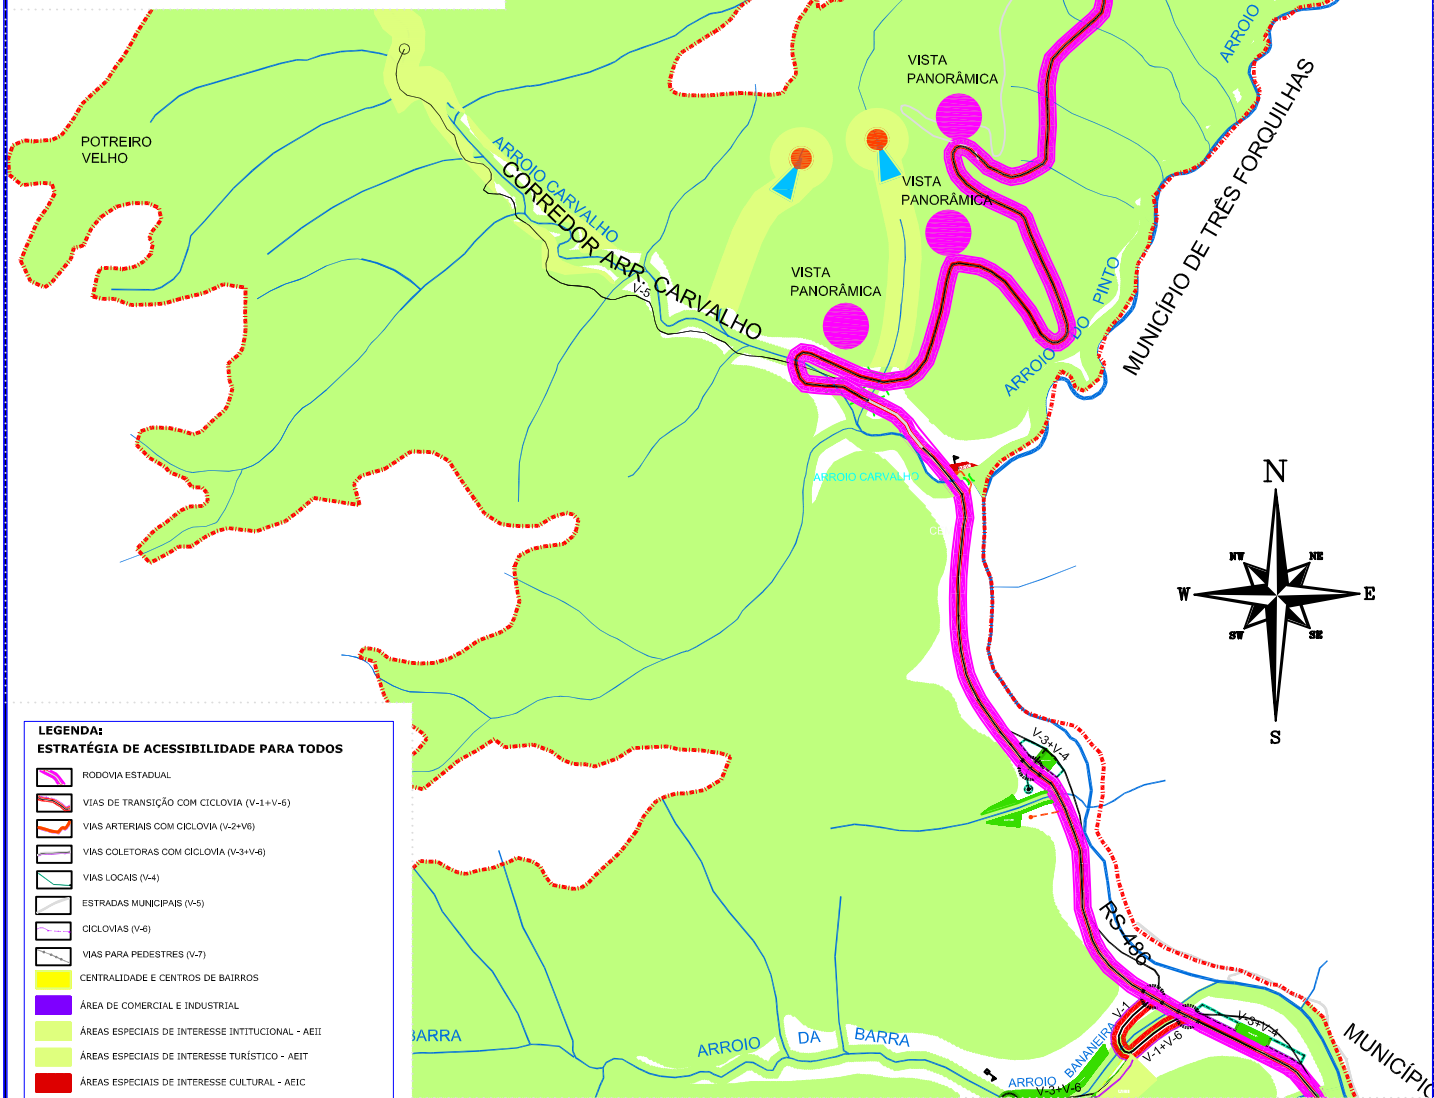 ARROIO
VISTA
PANORÂMICA
MUNICÍPIO DE TRÊS FORQUILHAS
POTREIRO
VELHO
ARROIO CARVALHO
CORREDOR ARR. CARVALHO
VISTA
PANORÂMICA
VISTA
PANORÂMICA
V-5
ARROIO DO PINTO
ARROIO CARVALHO
N
NW
NE
W
E
SW
SE
S
V-3+V-4
LEGENDA:
ESTRATÉGIA DE ACESSIBILIDADE PARA TODOS
RODOVIA ESTADUAL
VIAS DE TRANSIÇÃO COM CICLOVIA (V-1+V-6)
VIAS ARTERIAIS COM CICLOVIA (V-2+V6)
VIAS COLETORAS COM CICLOVIA (V-3+V-6)
VIAS LOCAIS (V-4)
ESTRADAS MUNICIPAIS (V-5)
CICLOVIAS (V-6)
VIAS PARA PEDESTRES (V-7)
CENTRALIDADE E CENTROS DE BAIRROS
ÁREA DE COMERCIAL E INDUSTRIAL
ÁREAS ESPECIAIS DE INTERESSE INTITUCIONAL - AEII
ÁREAS ESPECIAIS DE INTERESSE TURÍSTICO - AEIT
ÁREAS ESPECIAIS DE INTERESSE CULTURAL - AEIC
RS 486
V-1
V-1+V-6
V-3+V-4
BARRA
ARROIO DA BARRA
ARROIO BANANEIRA
V-3+V-6
MUNICÍPIO